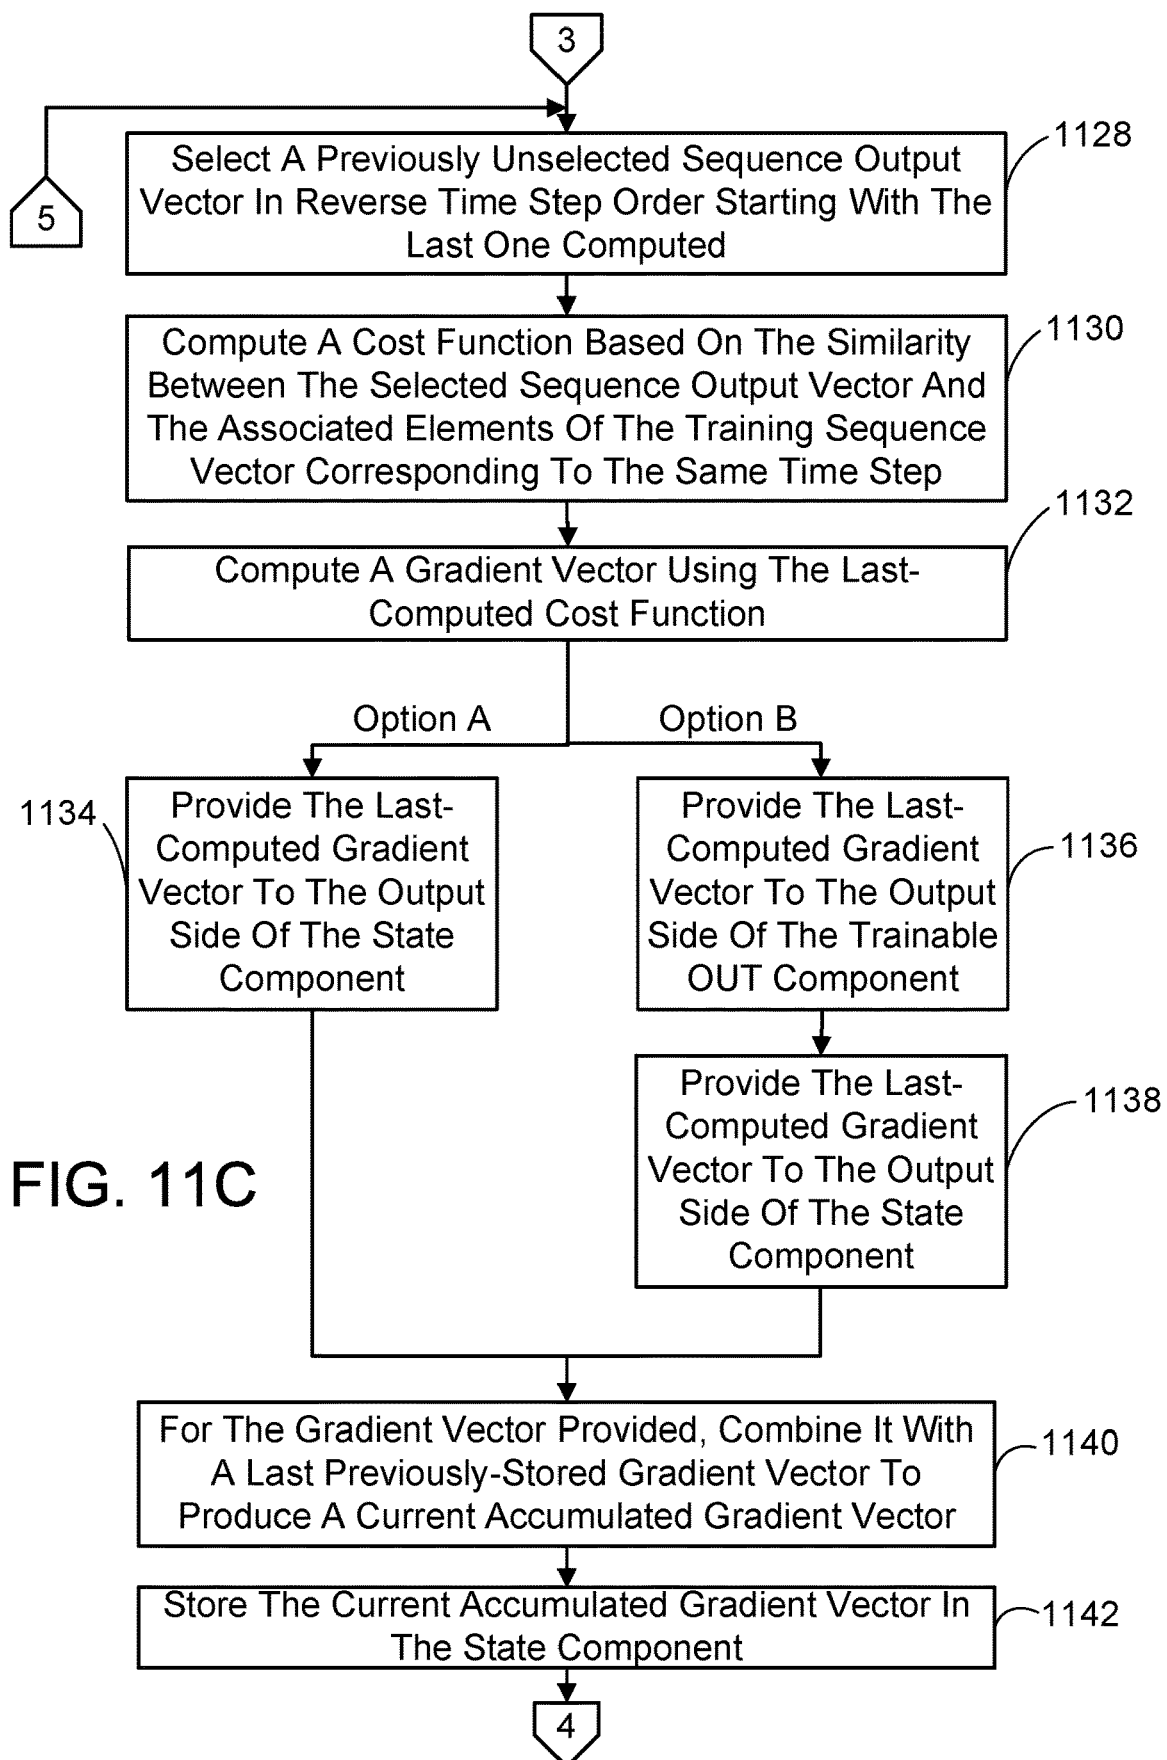 3
1128
Select A Previously Unselected Sequence Output
Vector In Reverse Time Step Order Starting With The
Last One Computed
5
1130
Compute A Cost Function Based On The Similarity
Between The Selected Sequence Output Vector And
The Associated Elements Of The Training Sequence
Vector Corresponding To The Same Time Step
1132
Compute A Gradient Vector Using The Last-
Computed Cost Function
Option A
Option B
1134
Provide The Last-
Computed Gradient
Vector To The Output
Side Of The State
Component
1136
Provide The Last-
Computed Gradient
Vector To The Output
Side Of The Trainable
OUT Component
1138
Provide The Last-
Computed Gradient
Vector To The Output
Side Of The State
Component
FIG. 11C
1140
For The Gradient Vector Provided, Combine It With
A Last Previously-Stored Gradient Vector To
Produce A Current Accumulated Gradient Vector
1142
Store The Current Accumulated Gradient Vector In
The State Component
4